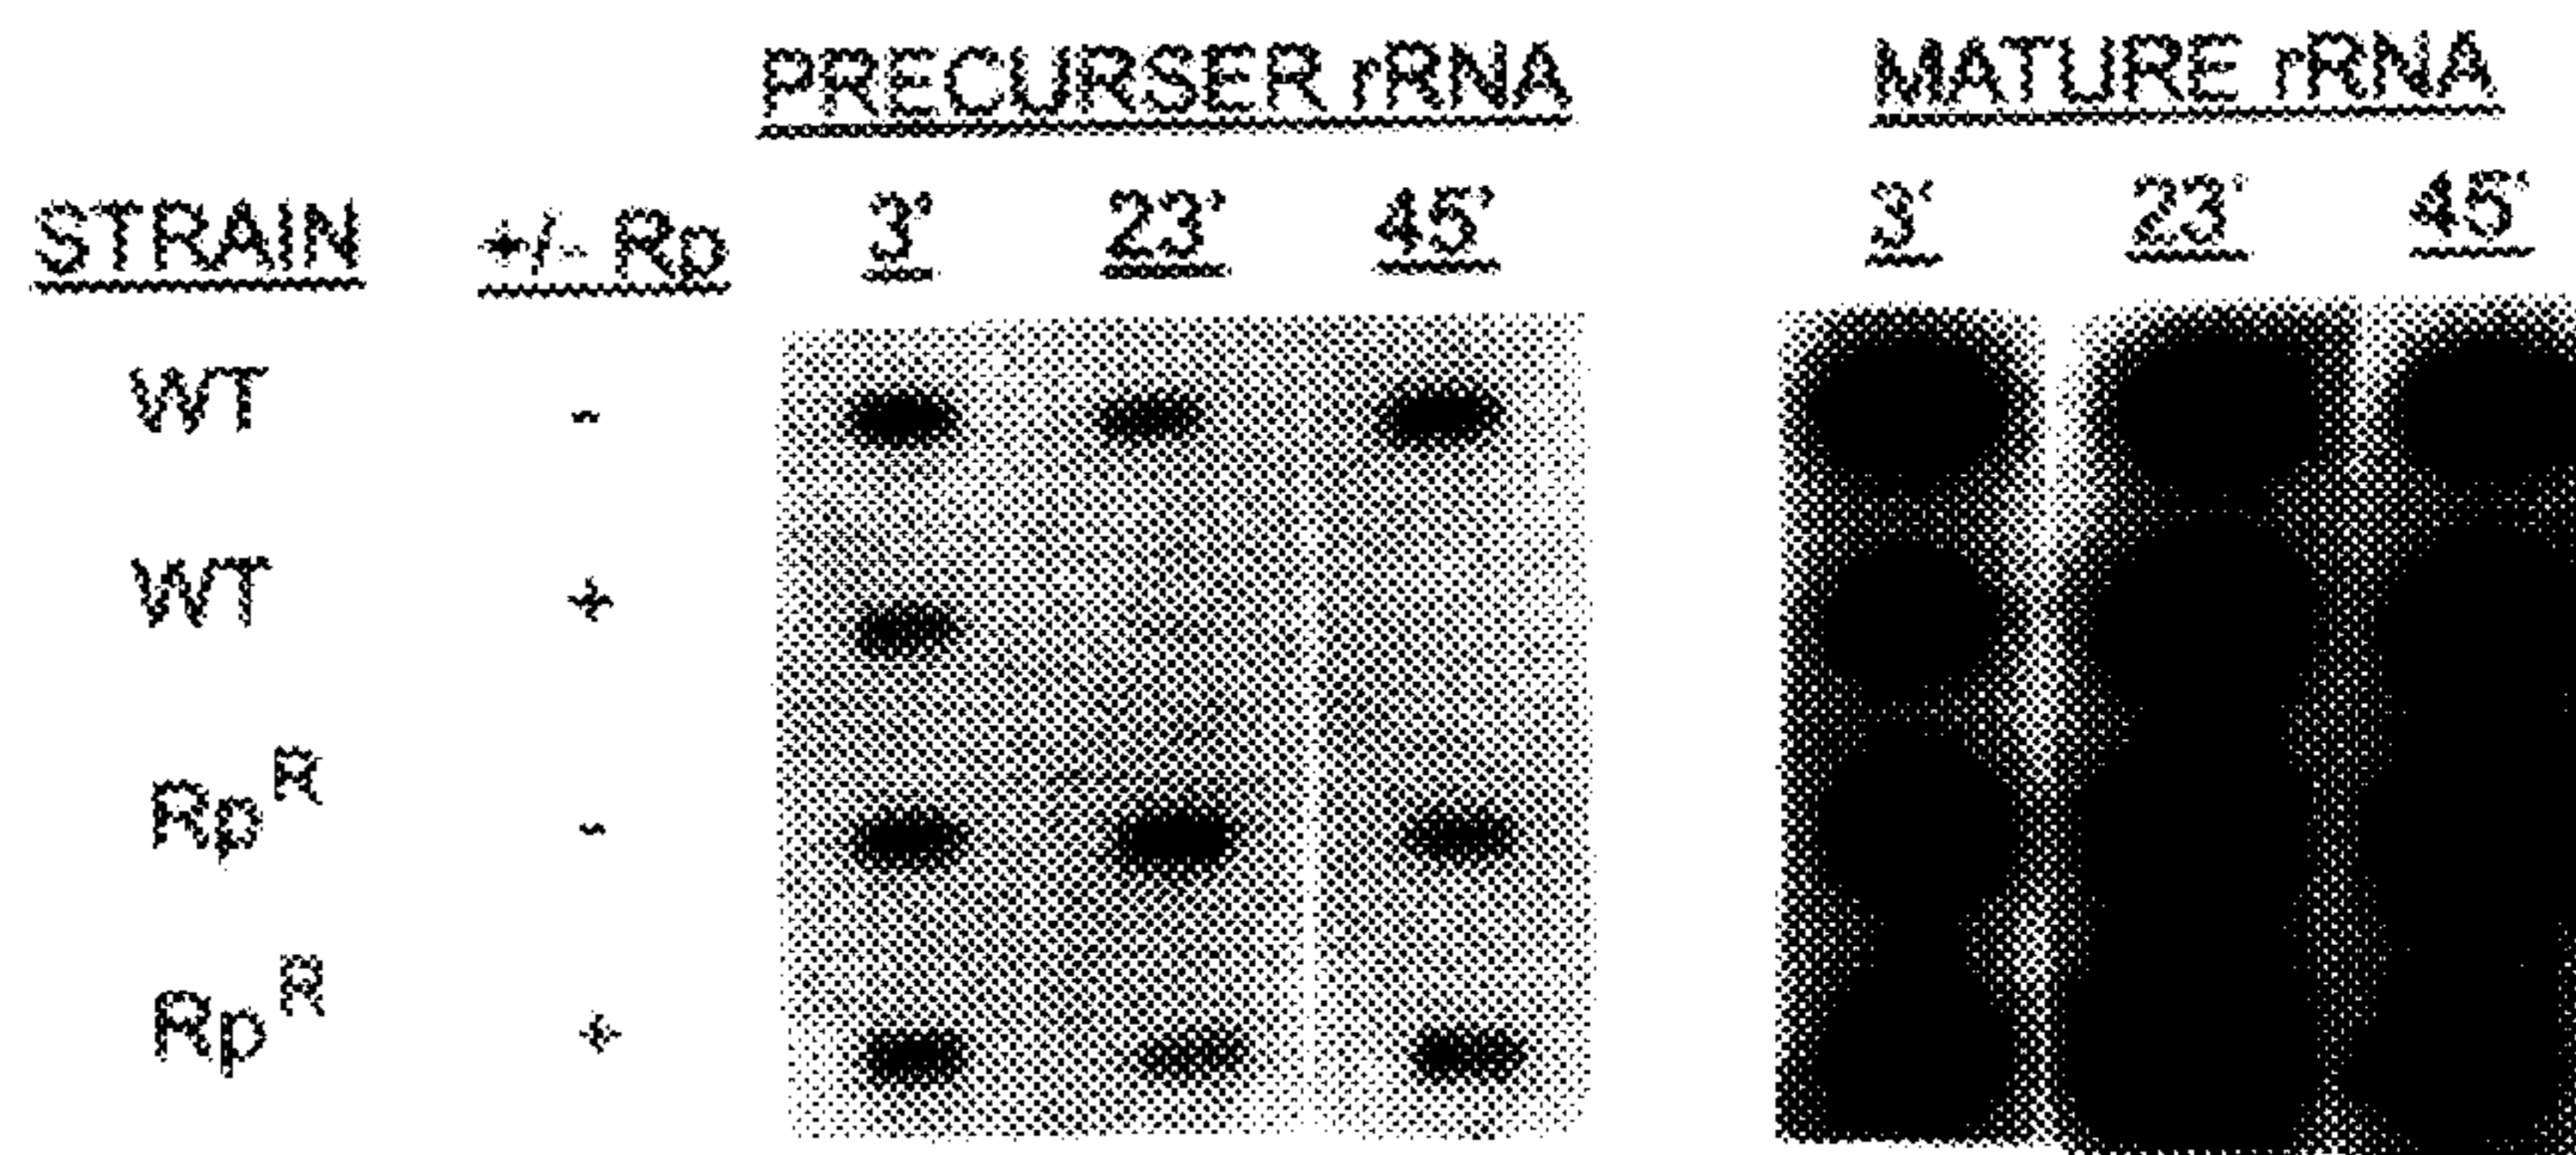 PRECURSER rRNA MATURE rRNA
STRAIN +/- Rp 3' 23' 45' 3' 23' 45'
WT -
WT +
Rp^R -
Rp^R +